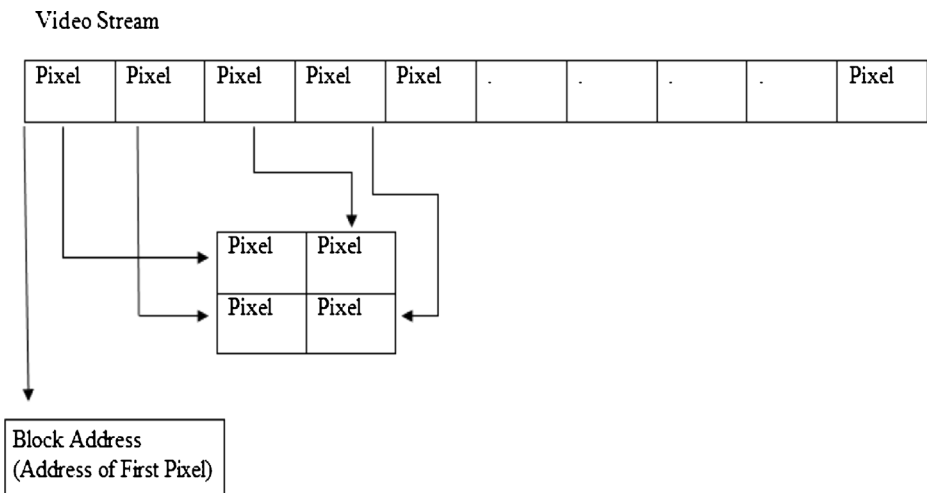 Video Stream
Pixel Pixel Pixel Pixel Pixel . . . . Pixel
Pixel Pixel
Pixel Pixel
Block Address
(Address of First Pixel)